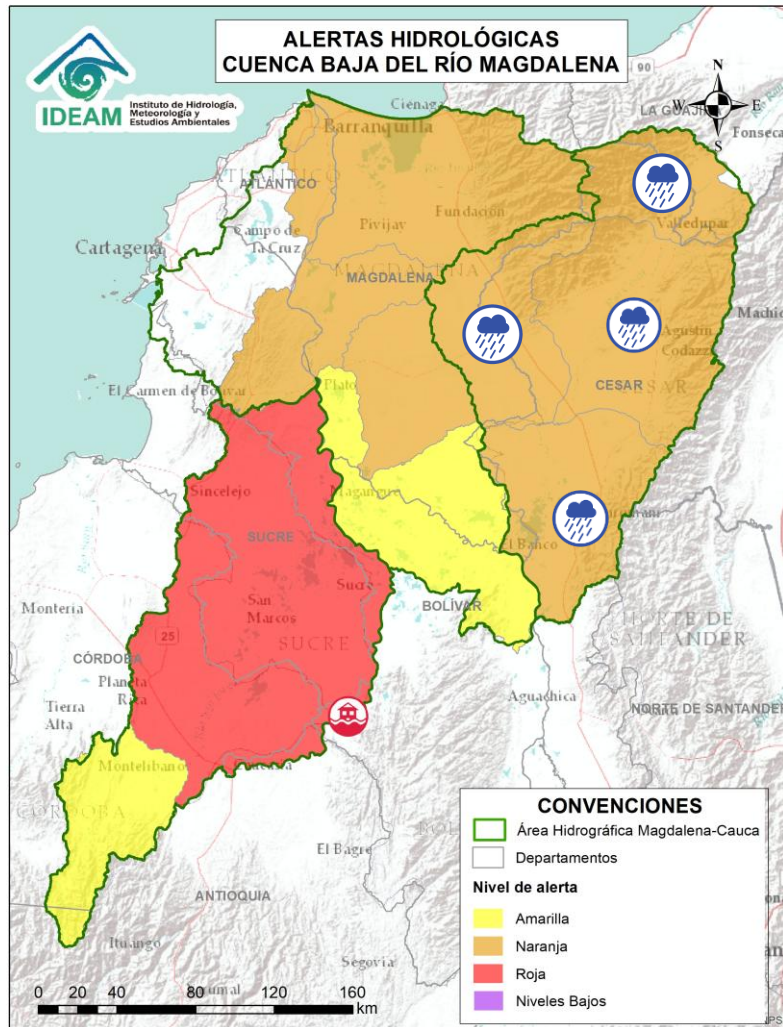 ALERTAS HIDROLÓGICAS
CUENCA BAJA DEL RÍO MAGDALENA
IDEAM
Instituto de Hidrología,
Meteorología y
Estudios Ambientales
N
W
E
S
90
Ciénaga
LA GUAJI
Fonseca
Barranquilla
ATLÁNTICO
Valledupar
Pivijay
Fundación
Campo de
la Cruz
Cartagena
MAGDALENA
Agustín
Codazzi
El Carmen de Bolívar
Plato
CESAR
Sincelejo
Magangué
SUCRE
El Banco
Sucre
San
Marcos
SUCRE
BOLÍVAR
Montería
NORTE DE
SANTANDER
25
CÓRDOBA
Planeta
Rica
Tierra
Alta
Aguachica
NORTE DE SANTANDER
Montelíbano
Caucasia
El Bagre
ANTIOQUIA
Ituango
Segovia
0 20 40 80 120 160
km
CONVENCIONES
Área Hidrográfica Magdalena-Cauca
Departamentos
Nivel de alerta
Amarilla
Naranja
Roja
Niveles Bajos